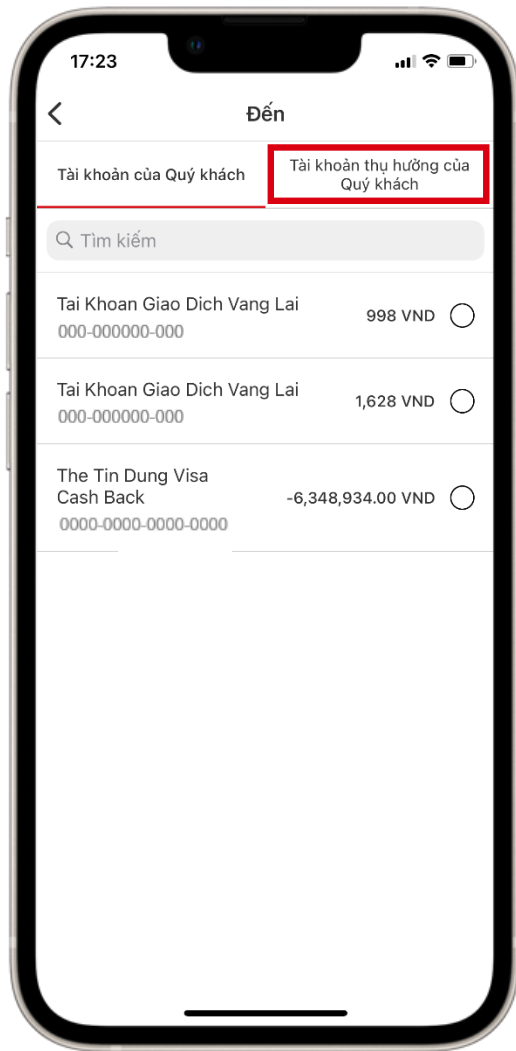 17:23
Đến
Tài khoản của Quý khách
Tài khoản thụ hưởng của
Quý khách
Tìm kiếm
Tai Khoan Giao Dich Vang Lai
998 VND
000-000000-000
Tai Khoan Giao Dich Vang Lai
1,628 VND
000-000000-000
The Tin Dung Visa
Cash Back
-6,348,934.00 VND
0000-0000-0000-0000